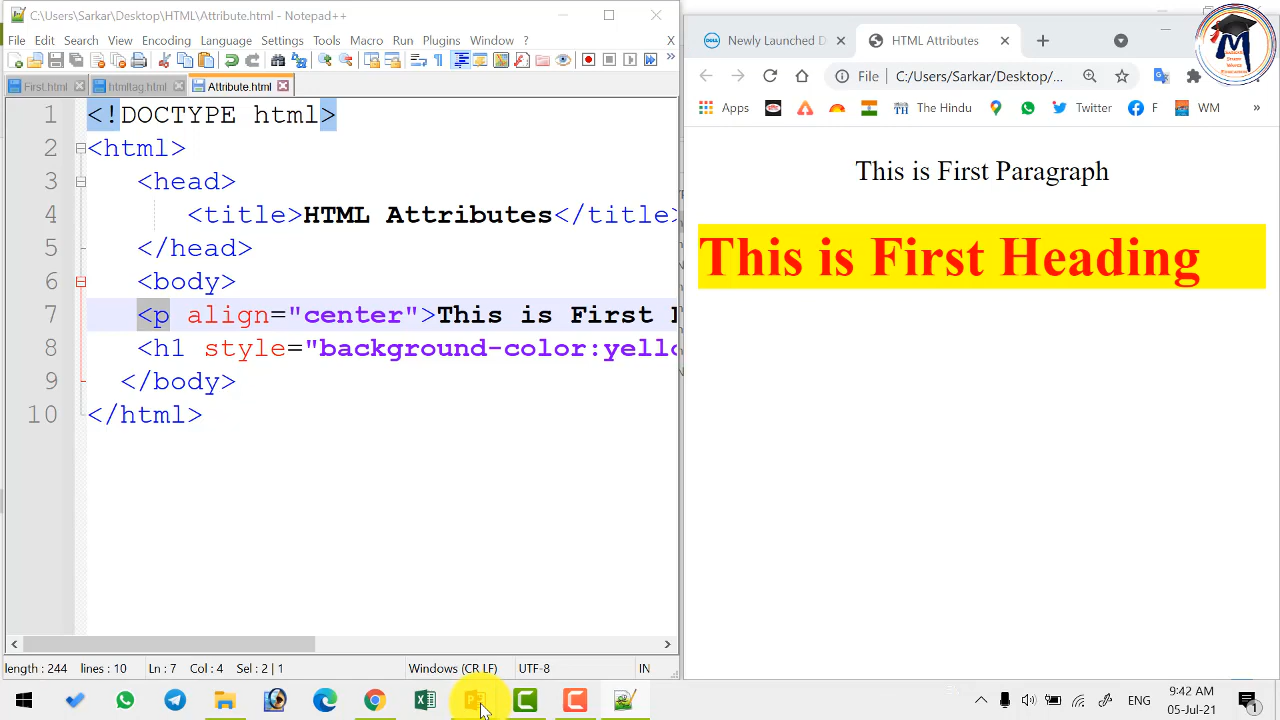 C:\Users\Sarkar\Desktop\HTML\Attribute.html - Notepad++
File Edit Search View Encoding Language Settings Tools Macro Run Plugins Window ? X
First.html
htmltag.html
Attribute.html
1 <!DOCTYPE html>
2 <html>
3 <head>
4 <title>HTML Attributes</title>
5 </head>
6 <body>
7 <p align="center">This is First
8 <h1 style="background-color:yello
9 </body>
10 </html>
length: 244 lines: 10 Ln: 7 Col: 4 Sel: 2 | 1 Windows (CR LF) UTF-8 IN
Newly Launched D
HTML Attributes
File C:/Users/Sarkar/Desktop/...
Apps The Hindu Twitter F WM »
This is First Paragraph
This is First Heading
ENG
9:42 AM
05-Jul-21
1